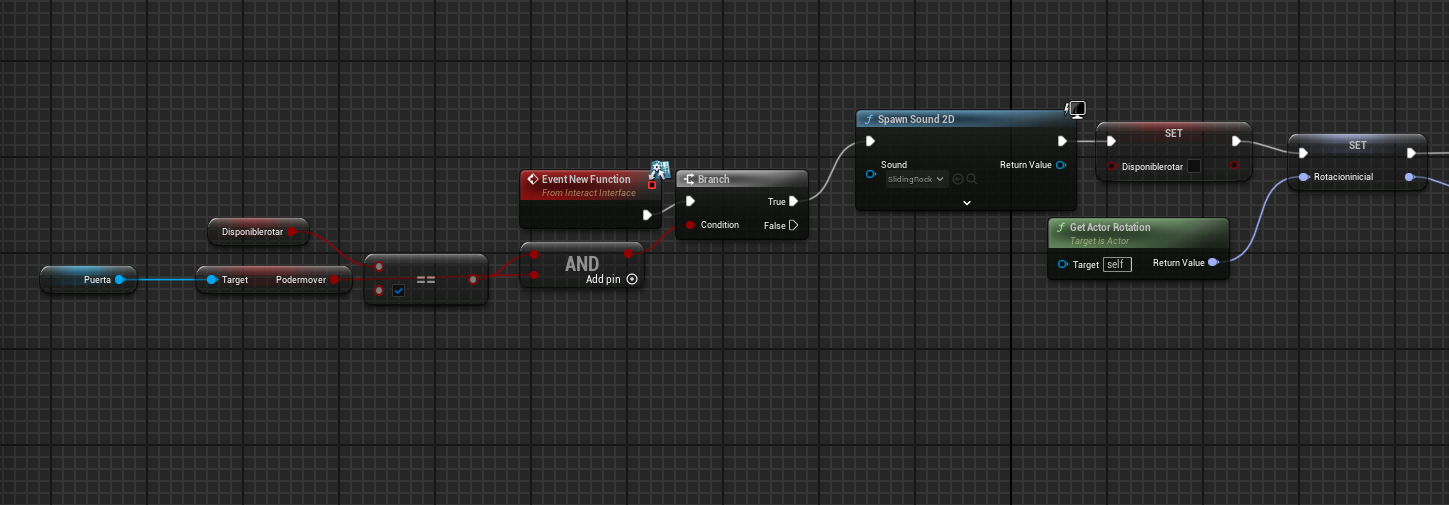 Spawn Sound 2D
Sound
SlidingRock
Return Value
SET
Disponiblerotar
SET
Rotacioninicial
Event New Function
From Interact Interface
Branch
True
Condition
False
Get Actor Rotation
Target is Actor
Target
self
Return Value
Disponiblerotar
Puerta
Target
Podermover
==
AND
Add pin